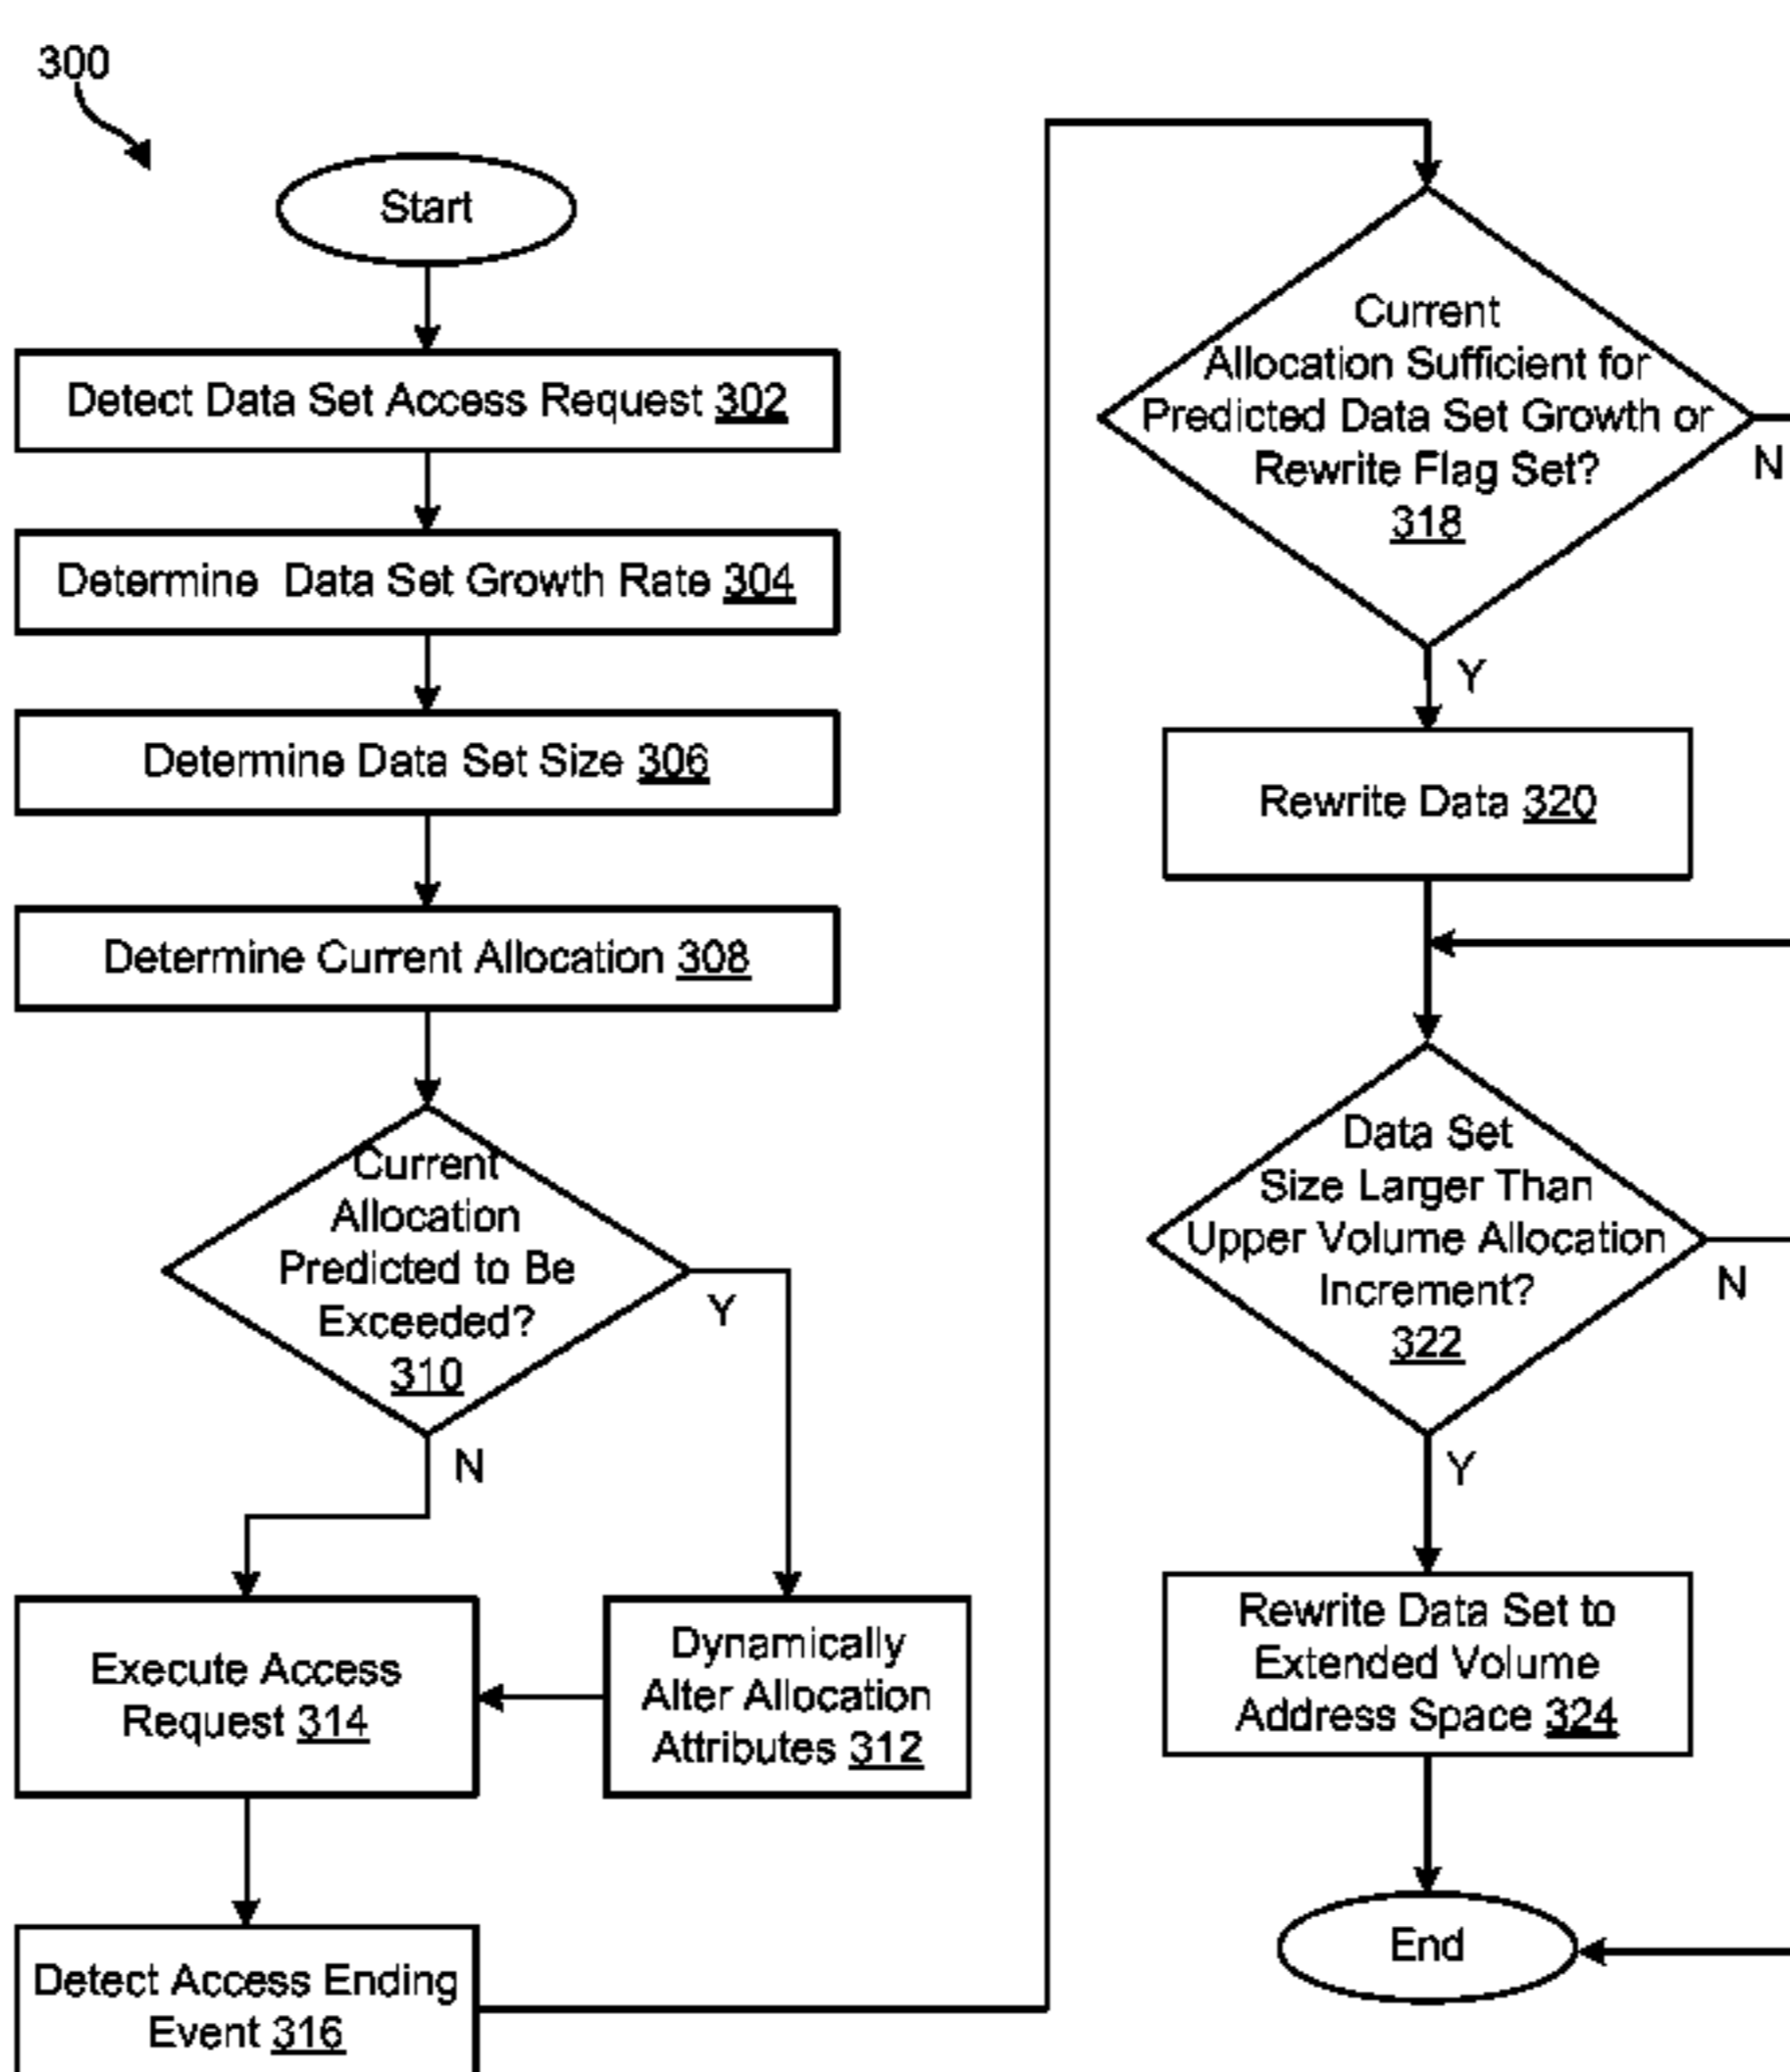 300
Start
Detect Data Set Access Request 302
Determine Data Set Growth Rate 304
Determine Data Set Size 306
Determine Current Allocation 308
Current
Allocation
Predicted to Be
Exceeded?
310
Y
N
Execute Access
Request 314
Dynamically
Alter Allocation
Attributes 312
Detect Access Ending
Event 316
Current
Allocation Sufficient for
Predicted Data Set Growth or
Rewrite Flag Set?
318
N
Y
Rewrite Data 320
Data Set
Size Larger Than
Upper Volume Allocation
Increment?
322
N
Y
Rewrite Data Set to
Extended Volume
Address Space 324
End